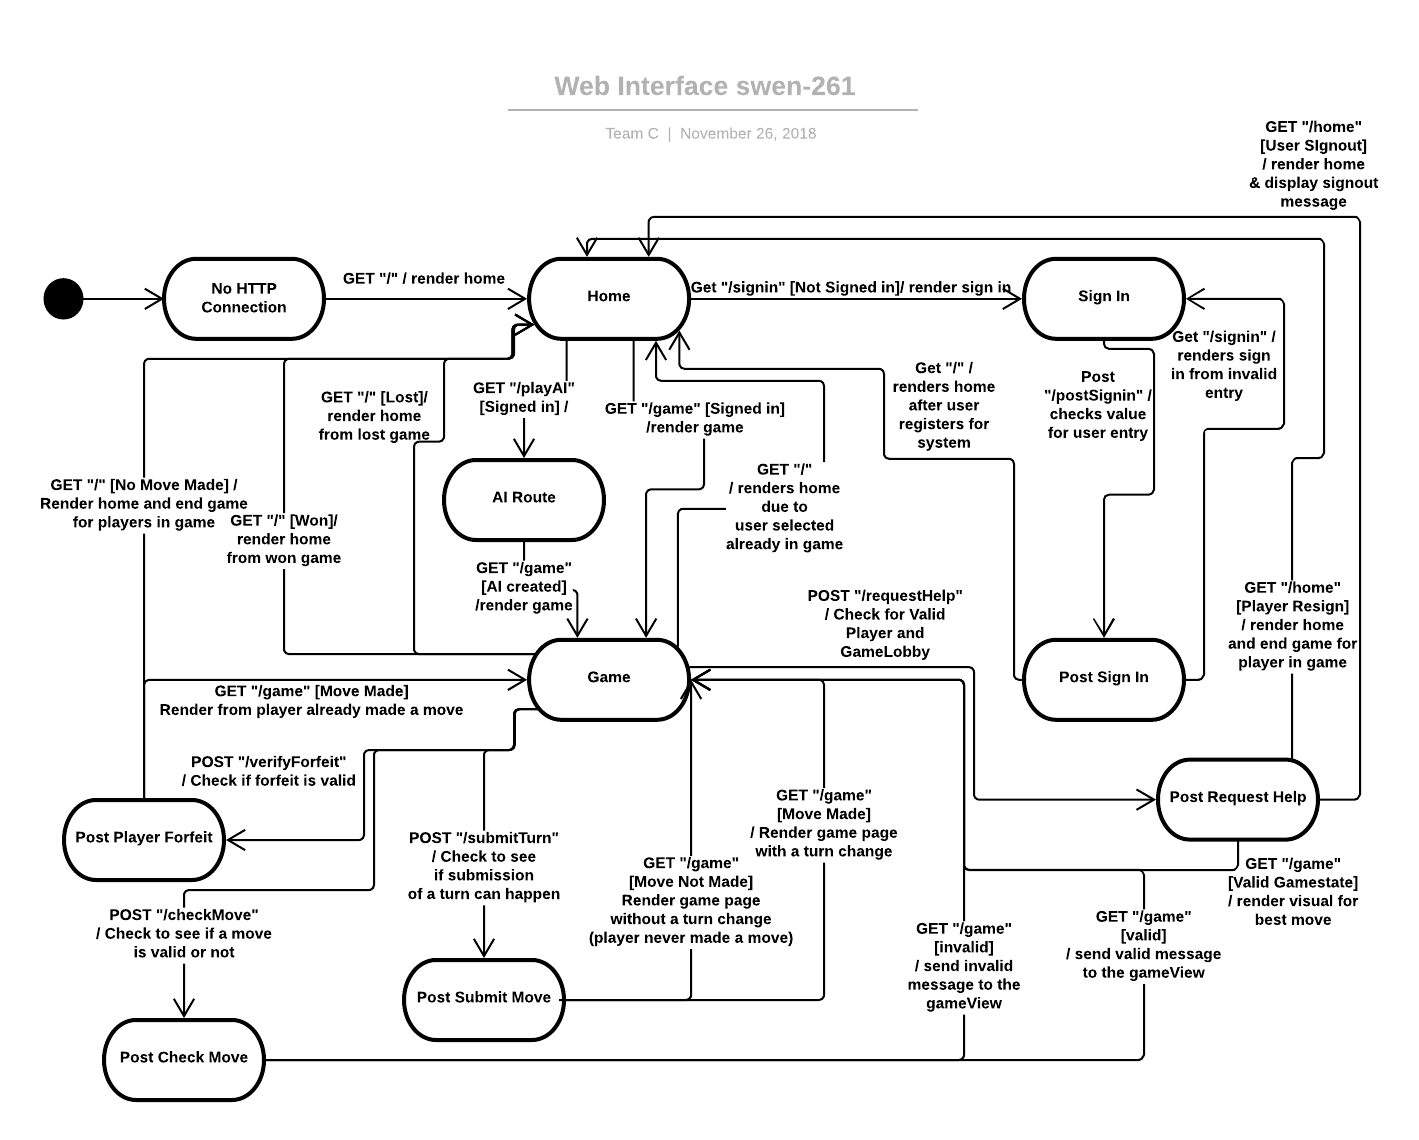 Web Interface swen-261
Team C | November 26, 2018
GET "/home"
[User SIgnout]
/ render home
& display signout
message
No HTTP
Connection
GET "/" / render home
Home
Get "/signin" [Not Signed in]/ render sign in
Sign In
Get "/signin" /
renders sign
in from invalid
entry
Post
"/postSignin" /
checks value
for user entry
Get "/" /
renders home
after user
registers for
system
GET "/playAI"
[Signed in] /
GET "/game" [Signed in]
/render game
GET "/" [Lost]/
render home
from lost game
GET "/"
/ renders home
due to
user selected
already in game
GET "/" [No Move Made] /
Render home and end game
for players in game
GET "/" [Won]/
render home
from won game
AI Route
GET "/game"
[AI created]
/render game
POST "/requestHelp"
/ Check for Valid
Player and
GameLobby
GET "/home"
[Player Resign]
/ render home
and end game for
player in game
Game
Post Sign In
GET "/game" [Move Made]
Render from player already made a move
POST "/verifyForfeit"
/ Check if forfeit is valid
Post Player Forfeit
Post Request Help
GET "/game"
[Move Made]
/ Render game page
with a turn change
POST "/submitTurn"
/ Check to see
if submission
of a turn can happen
GET "/game"
[Move Not Made]
Render game page
without a turn change
(player never made a move)
GET "/game"
[Valid Gamestate]
/ render visual for
best move
POST "/checkMove"
/ Check to see if a move
is valid or not
GET "/game"
[invalid]
/ send invalid
message to the
gameView
GET "/game"
[valid]
/ send valid message
to the gameView
Post Submit Move
Post Check Move